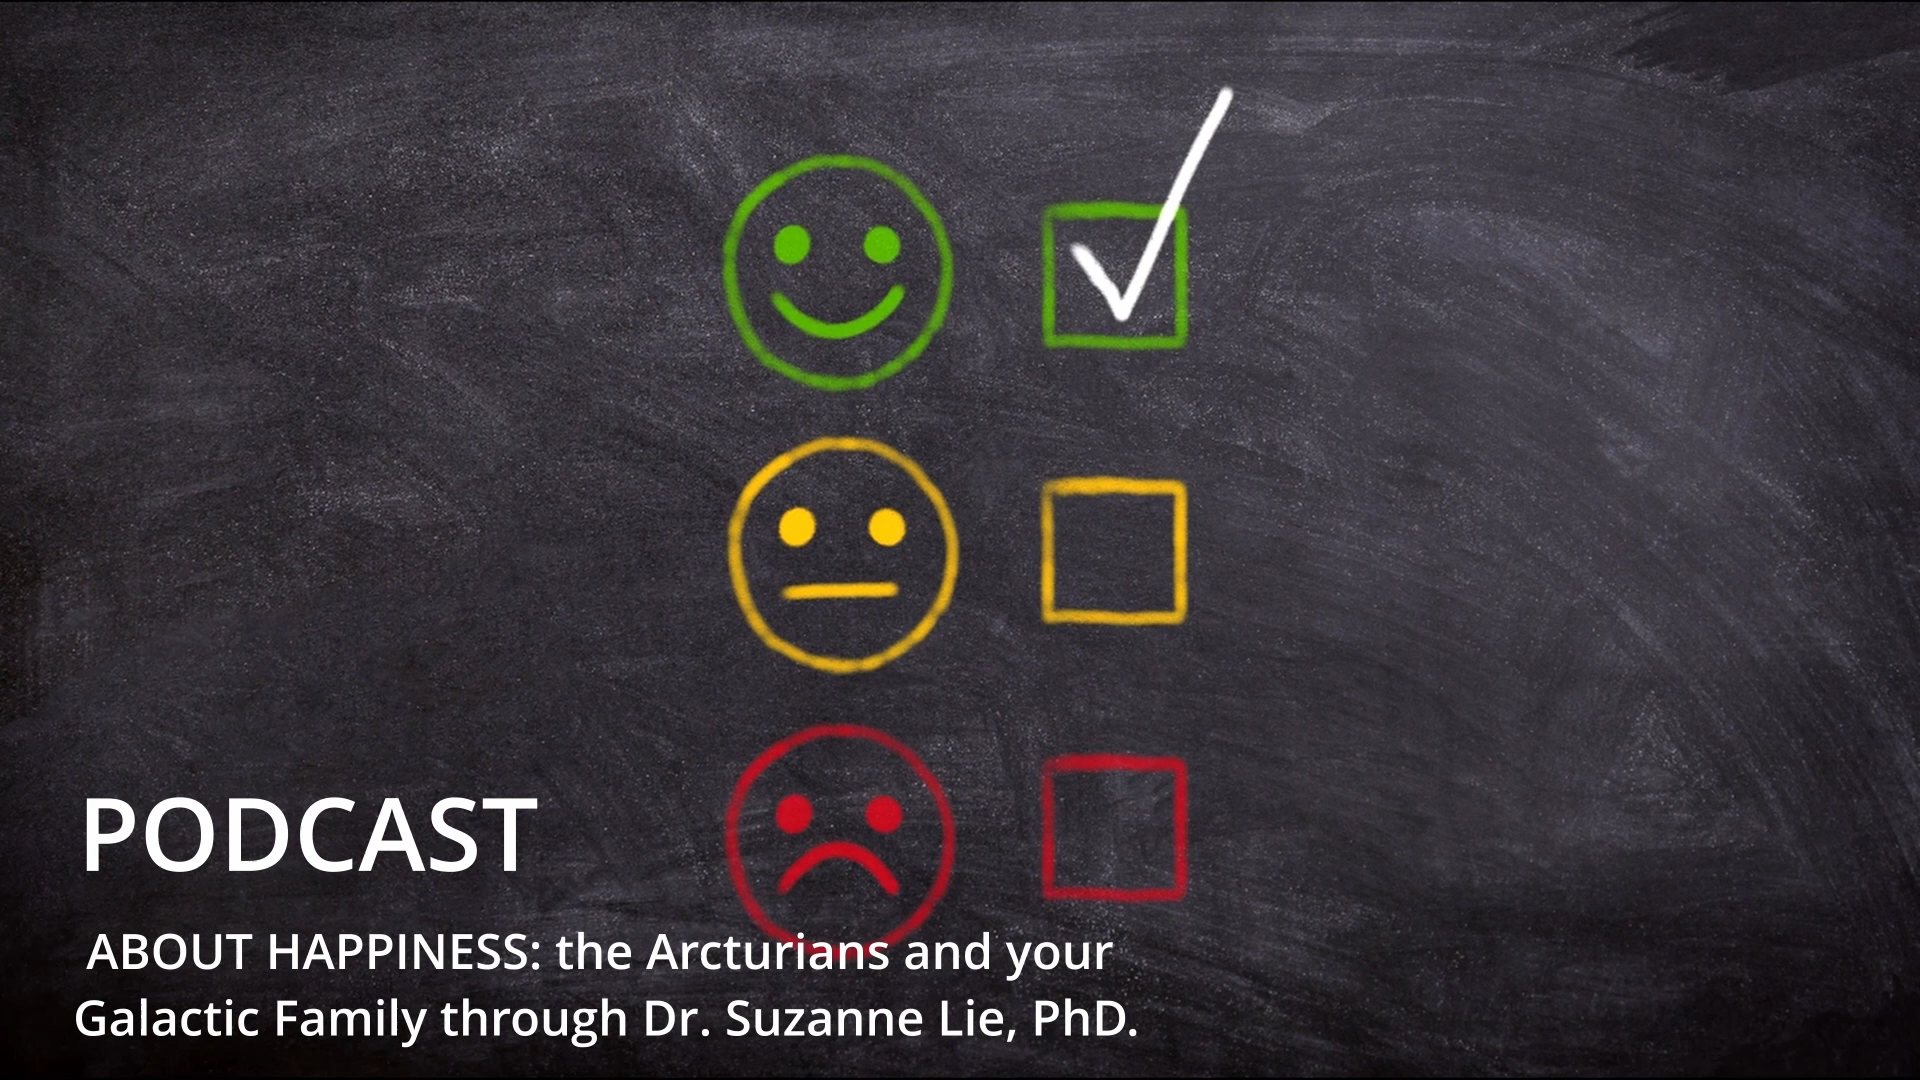 PODCAST
ABOUT HAPPINESS: the Arcturians and your
Galactic Family through Dr. Suzanne Lie, PhD.